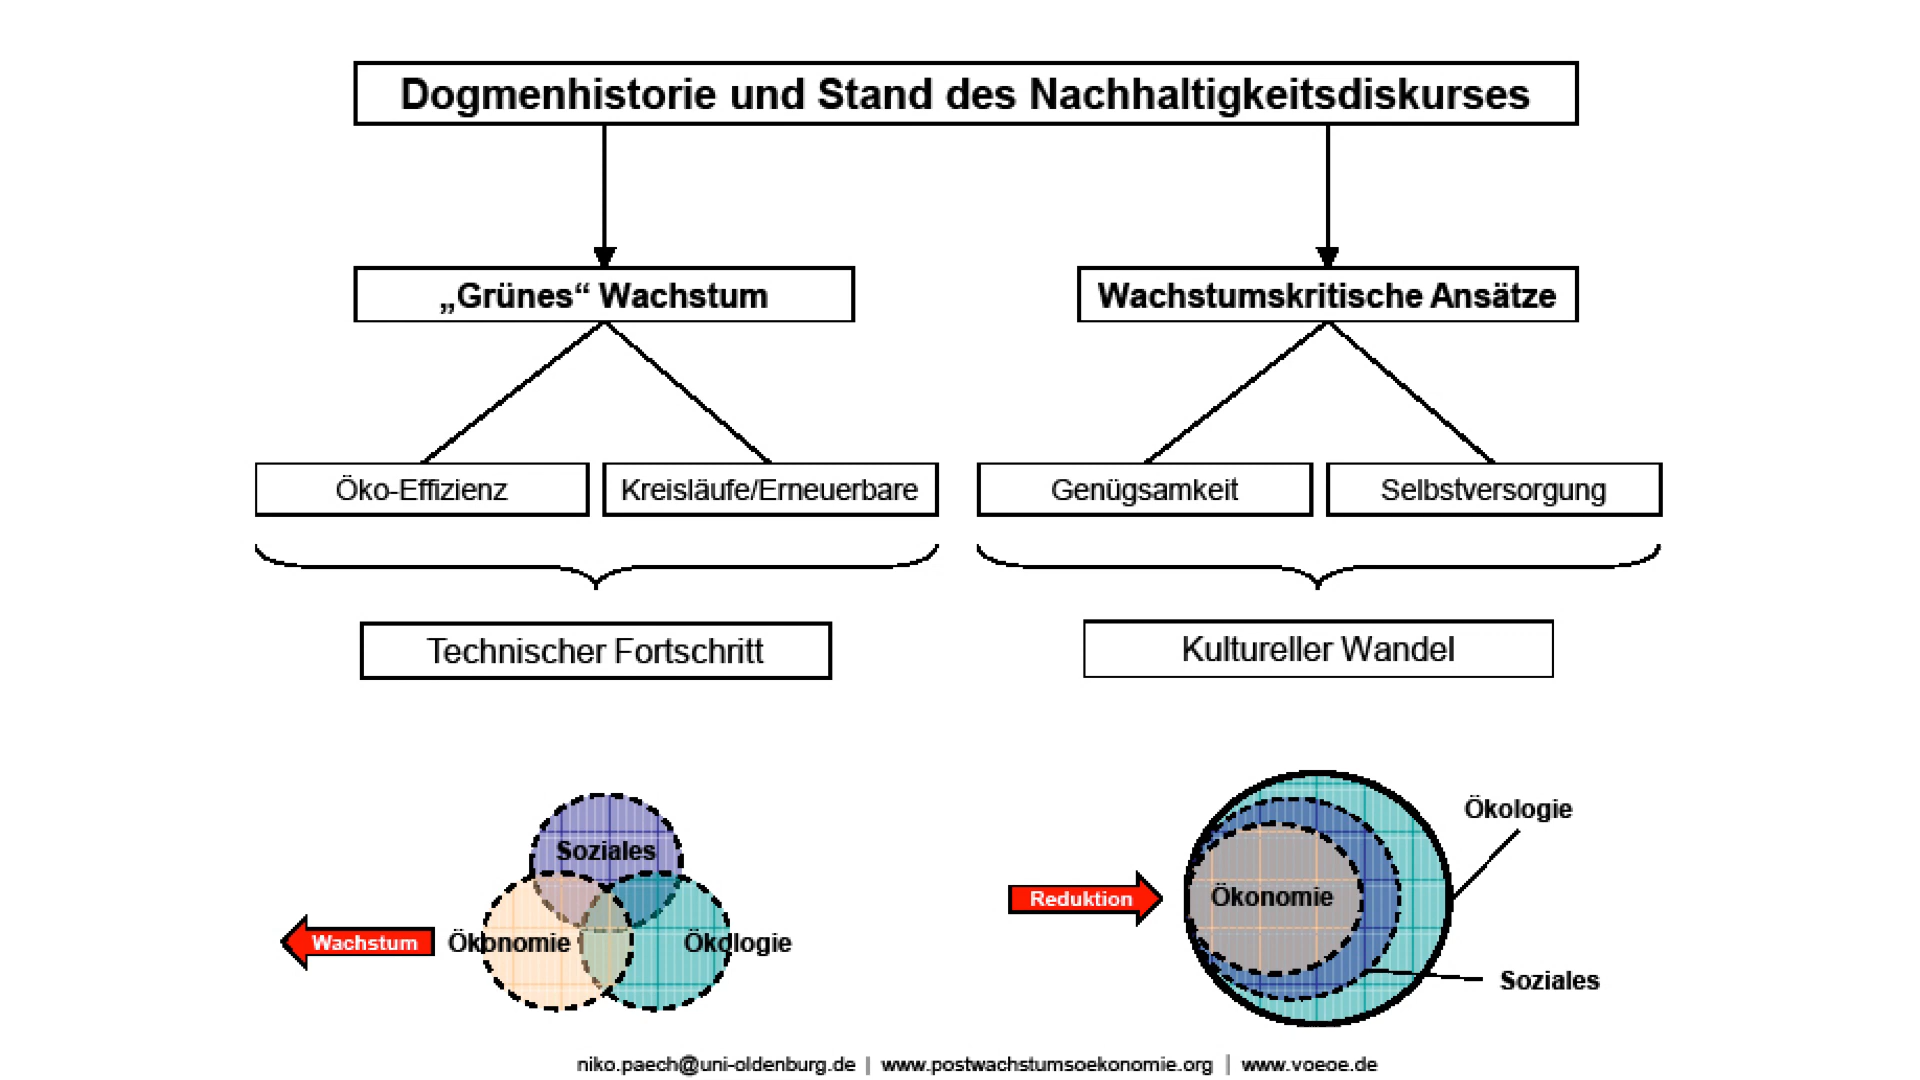 Dogmenhistorie und Stand des Nachhaltigkeitsdiskurses
„Grünes“ Wachstum
Wachstumskritische Ansätze
Öko-Effizienz
Kreisläufe/Erneuerbare
Genügsamkeit
Selbstversorgung
Technischer Fortschritt
Kultureller Wandel
Soziales
Wachstum
Ökonomie
Ökologie
Reduktion
Ökonomie
Ökologie
Soziales
niko.paech@uni-oldenburg.de | www.postwachstumsoekonomie.org | www.voeoe.de